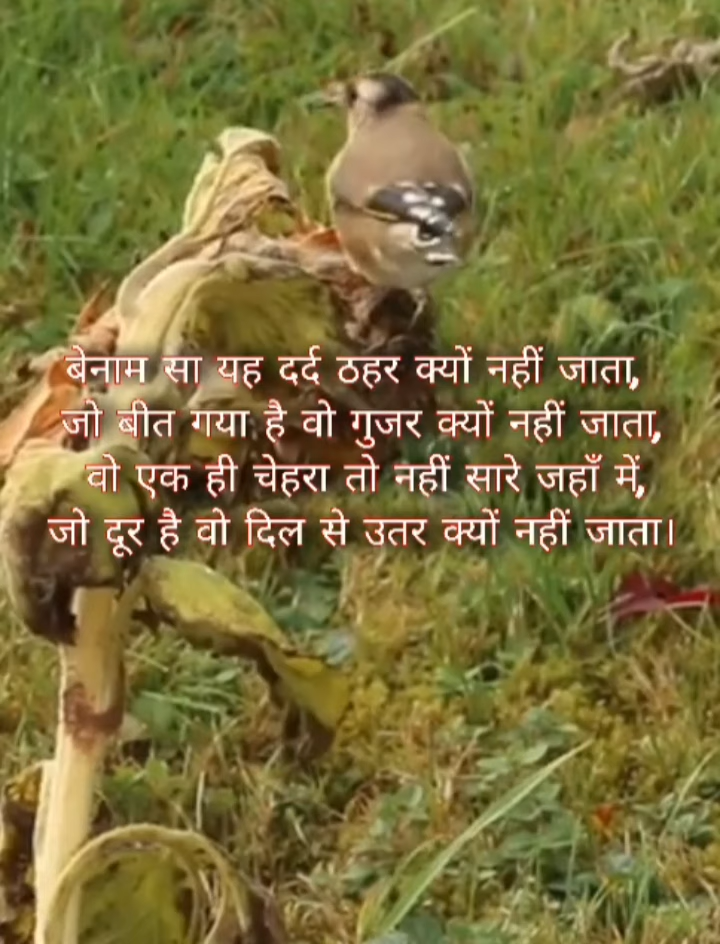 बेनाम सा यह दर्द ठहर क्यों नहीं जाता,
जो बीत गया है वो गुजर क्यों नहीं जाता,
वो एक ही चेहरा तो नहीं सारे जहाँ में,
जो दूर है वो दिल से उतर क्यों नहीं जाता।